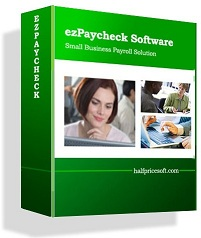 EZPAYCHECK
ezPaycheck Software
Small Business Payroll Solution
halfpricesoft.com